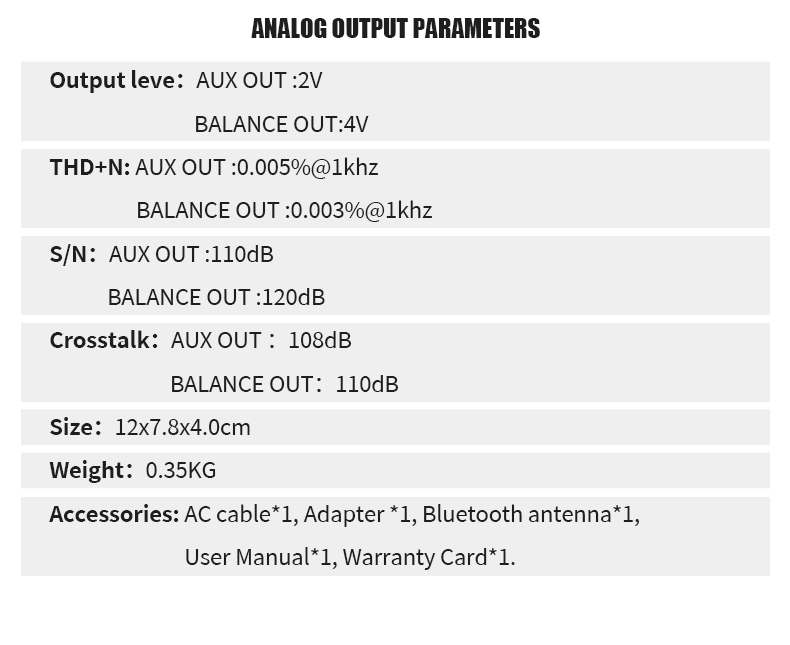 ANALOG OUTPUT PARAMETERS
Output leve： AUX OUT :2V
BALANCE OUT:4V
THD+N: AUX OUT :0.005%@1khz
BALANCE OUT :0.003%@1khz
S/N： AUX OUT :110dB
BALANCE OUT :120dB
Crosstalk： AUX OUT： 108dB
BALANCE OUT： 110dB
Size： 12x7.8x4.0cm
Weight： 0.35KG
Accessories: AC cable*1, Adapter *1, Bluetooth antenna*1,
User Manual*1, Warranty Card*1.